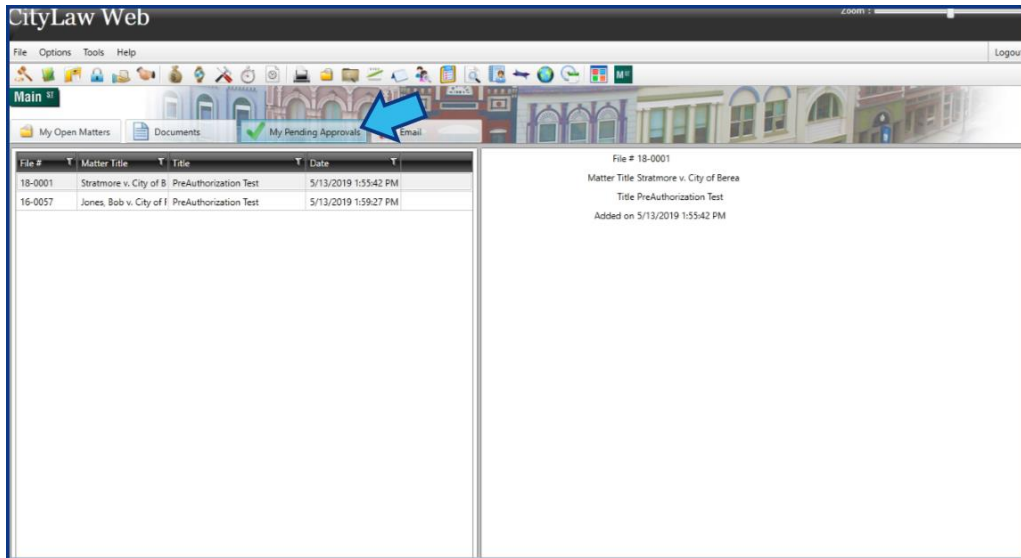 CityLaw Web
Zoom :
File Options Tools Help
Logou
Main ST
My Open Matters Documents My Pending Approvals Email
File # Matter Title Title Date
18-0001 Stratmore v. City of B PreAuthorization Test 5/13/2019 1:55:42 PM
16-0057 Jones, Bob v. City of PreAuthorization Test 5/13/2019 1:59:27 PM
File # 18-0001
Matter Title Stratmore v. City of Berea
Title PreAuthorization Test
Added on 5/13/2019 1:55:42 PM